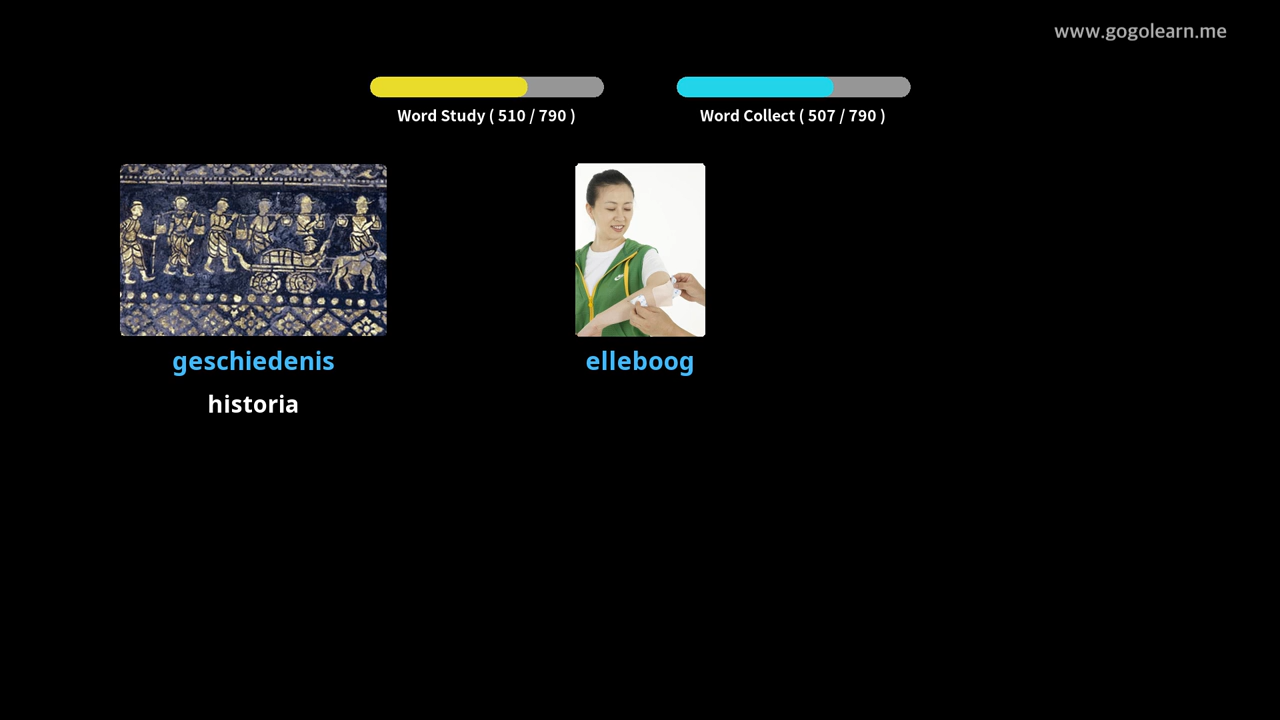 www.gogolearn.me
Word Study ( 510 / 790 )
Word Collect ( 507 / 790 )
geschiedenis
elleboog
historia